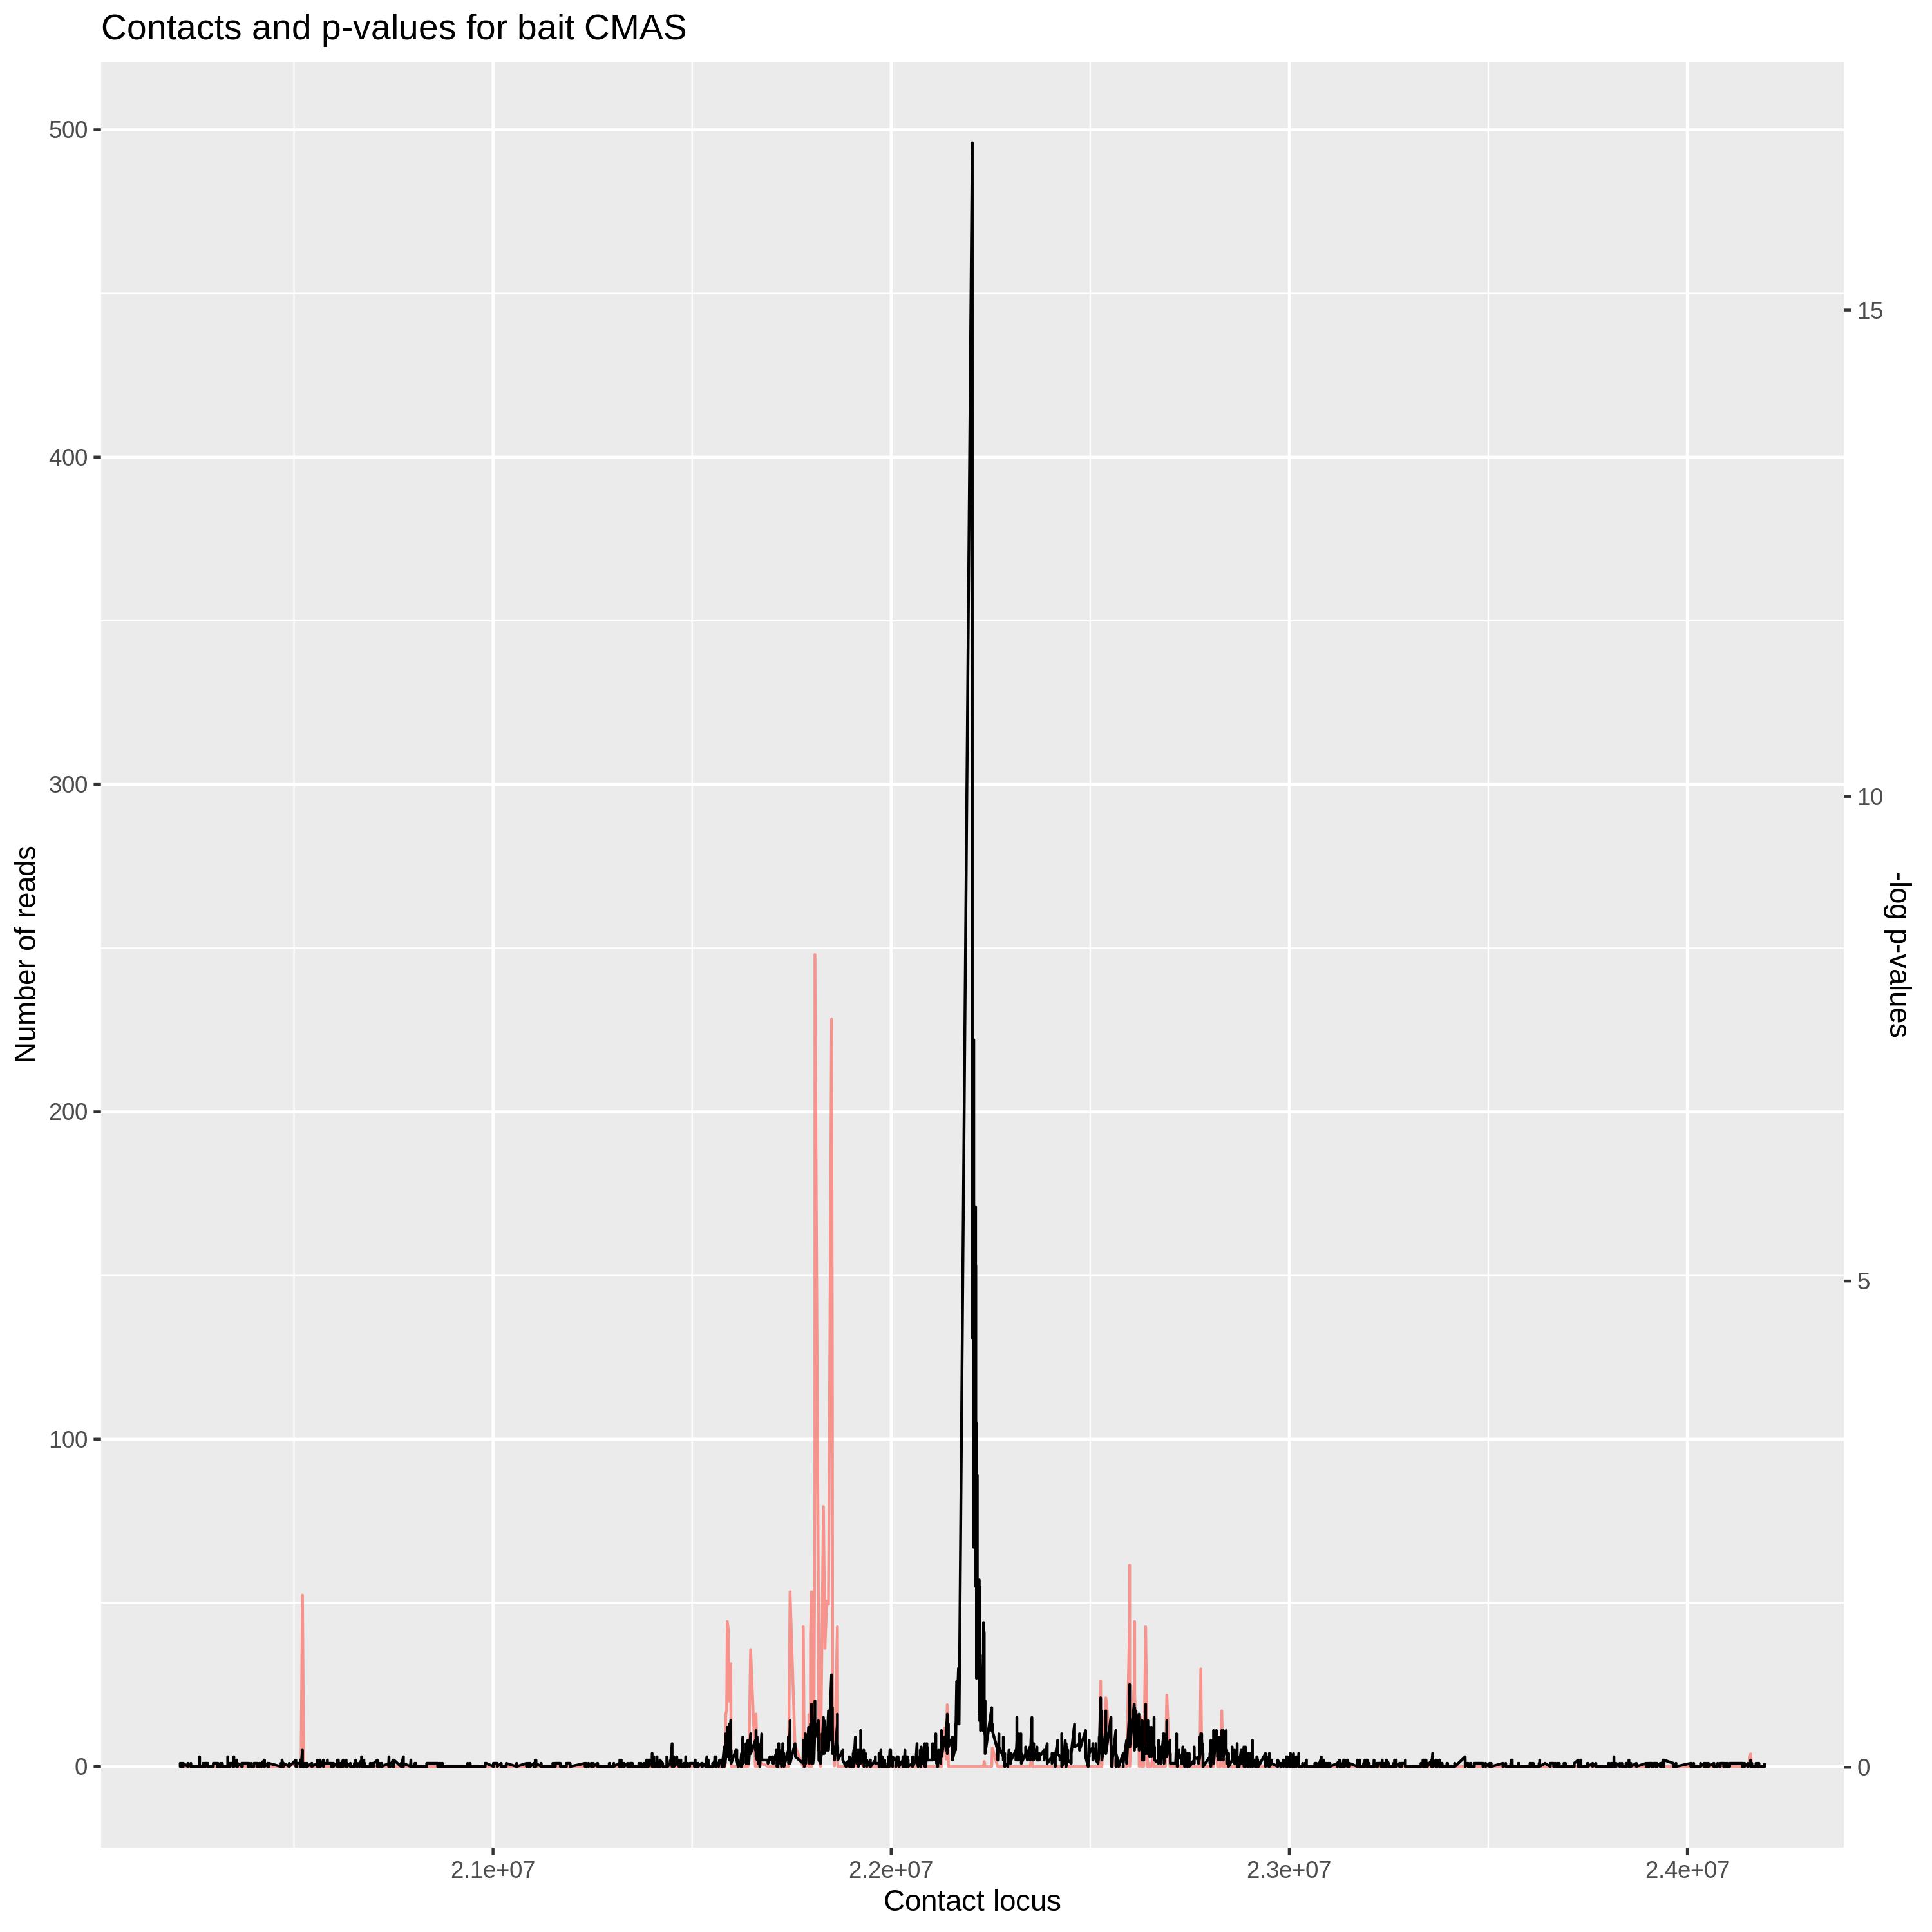 Contacts and p-values for bait CMAS
500
400
300
200
100
0
Number of reads
15
10
5
0
-log p-values
2.1e+07
2.2e+07
2.3e+07
2.4e+07
Contact locus